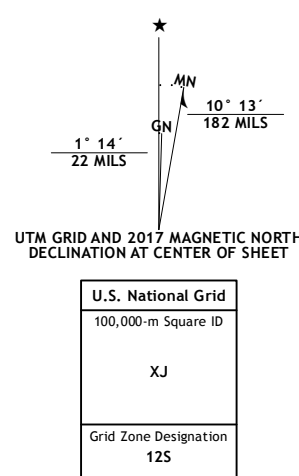 ★
MN
GN
10° 13´
182 MILS
1° 14´
22 MILS
UTM GRID AND 2017 MAGNETIC NORTH
DECLINATION AT CENTER OF SHEET
U.S. National Grid
100,000-m Square ID
XJ
Grid Zone Designation
12S